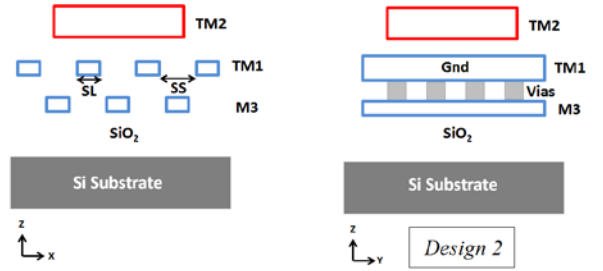 TM2
TM1
SL
SS
M3
SiO2
Si Substrate
Z
X
TM2
Gnd
TM1
Vias
M3
SiO2
Si Substrate
Z
Y
Design 2